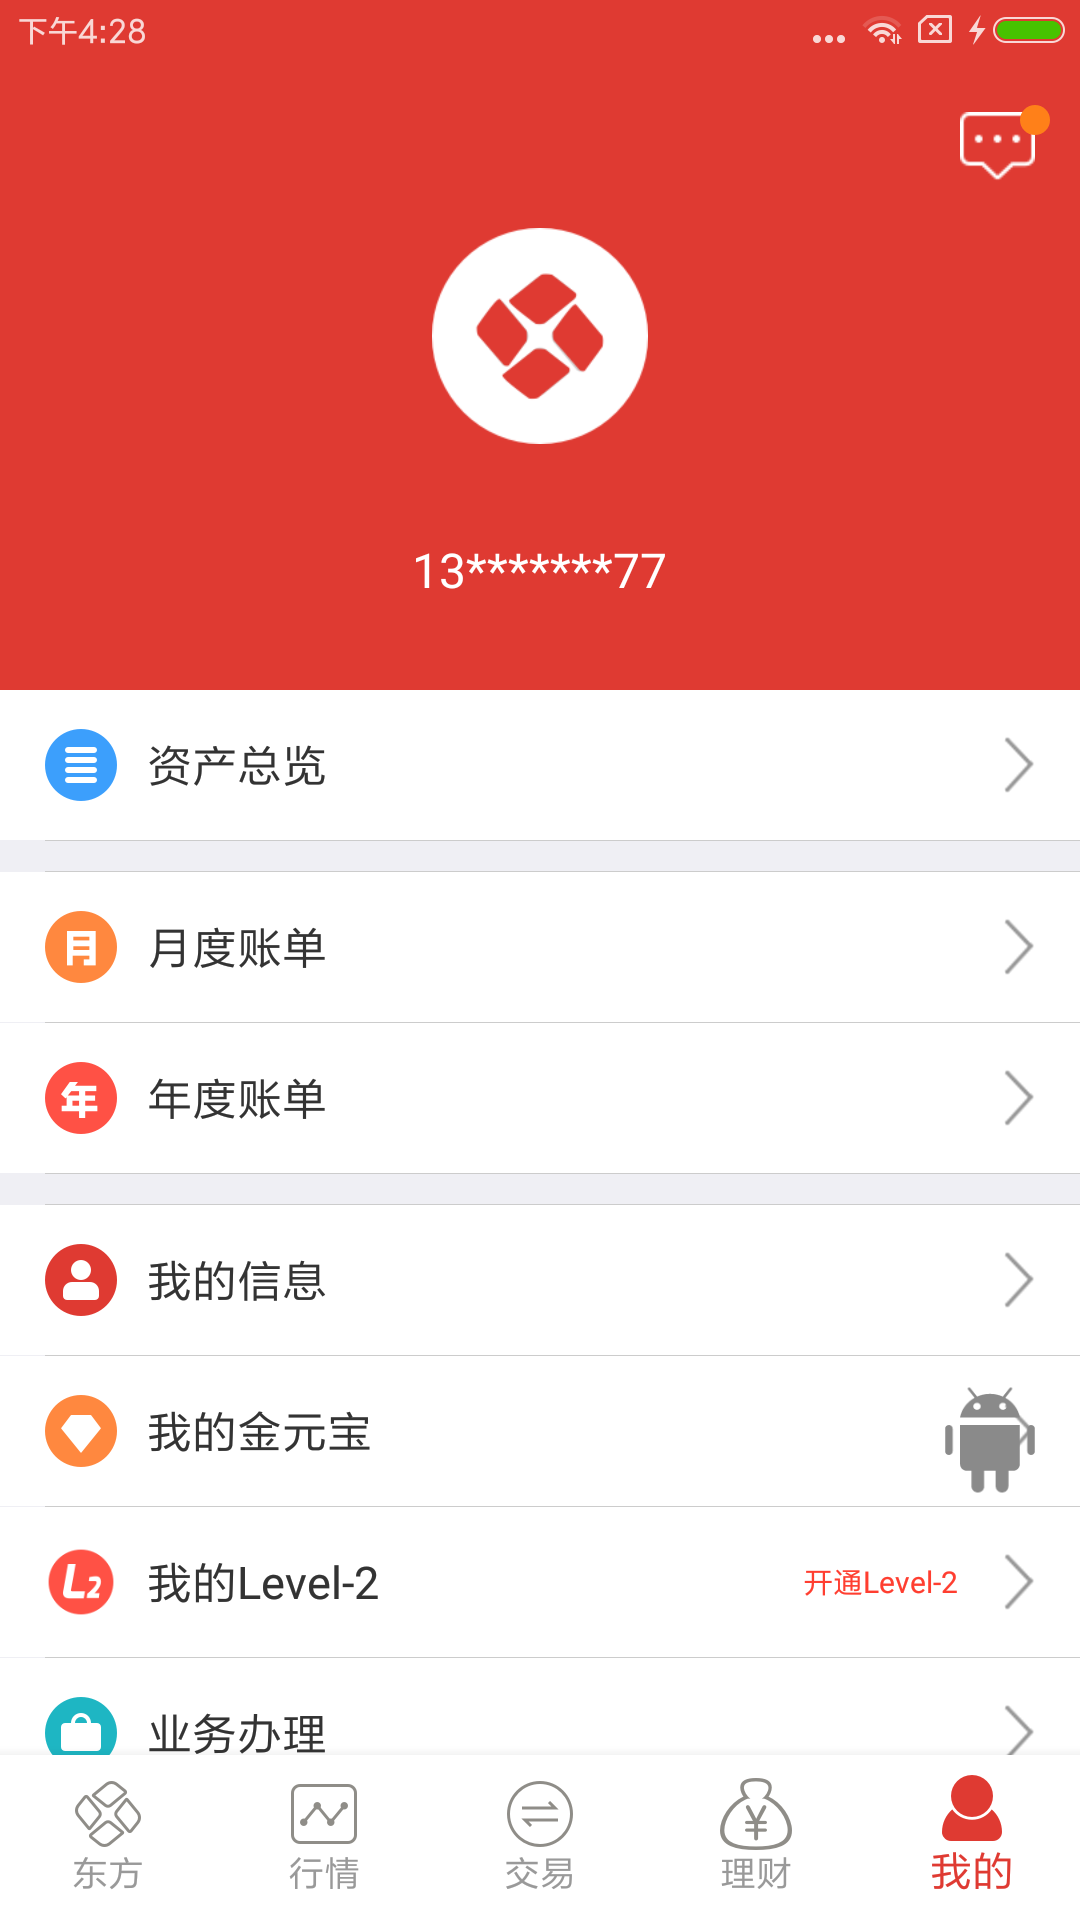 下午4:28
13*******77
资产总览
月
月度账单
年
年度账单
我的信息
我的金元宝
L2
我的Level-2
开通Level-2
业务办理
东方
行情
交易
理财
我的